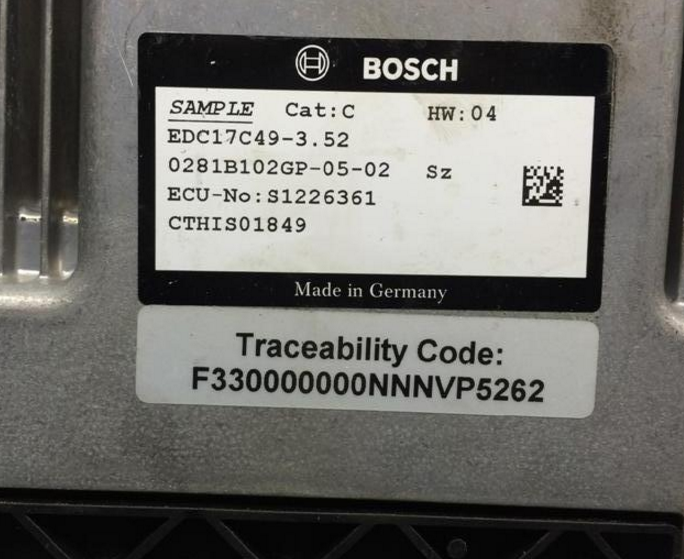 BOSCH
SAMPLE Cat:C HW:04
EDC17C49-3.52
0281B102GP-05-02 Sz
ECU-No:S1226361
CTHIS01849
Made in Germany
Traceability Code:
F330000000NNNVP5262